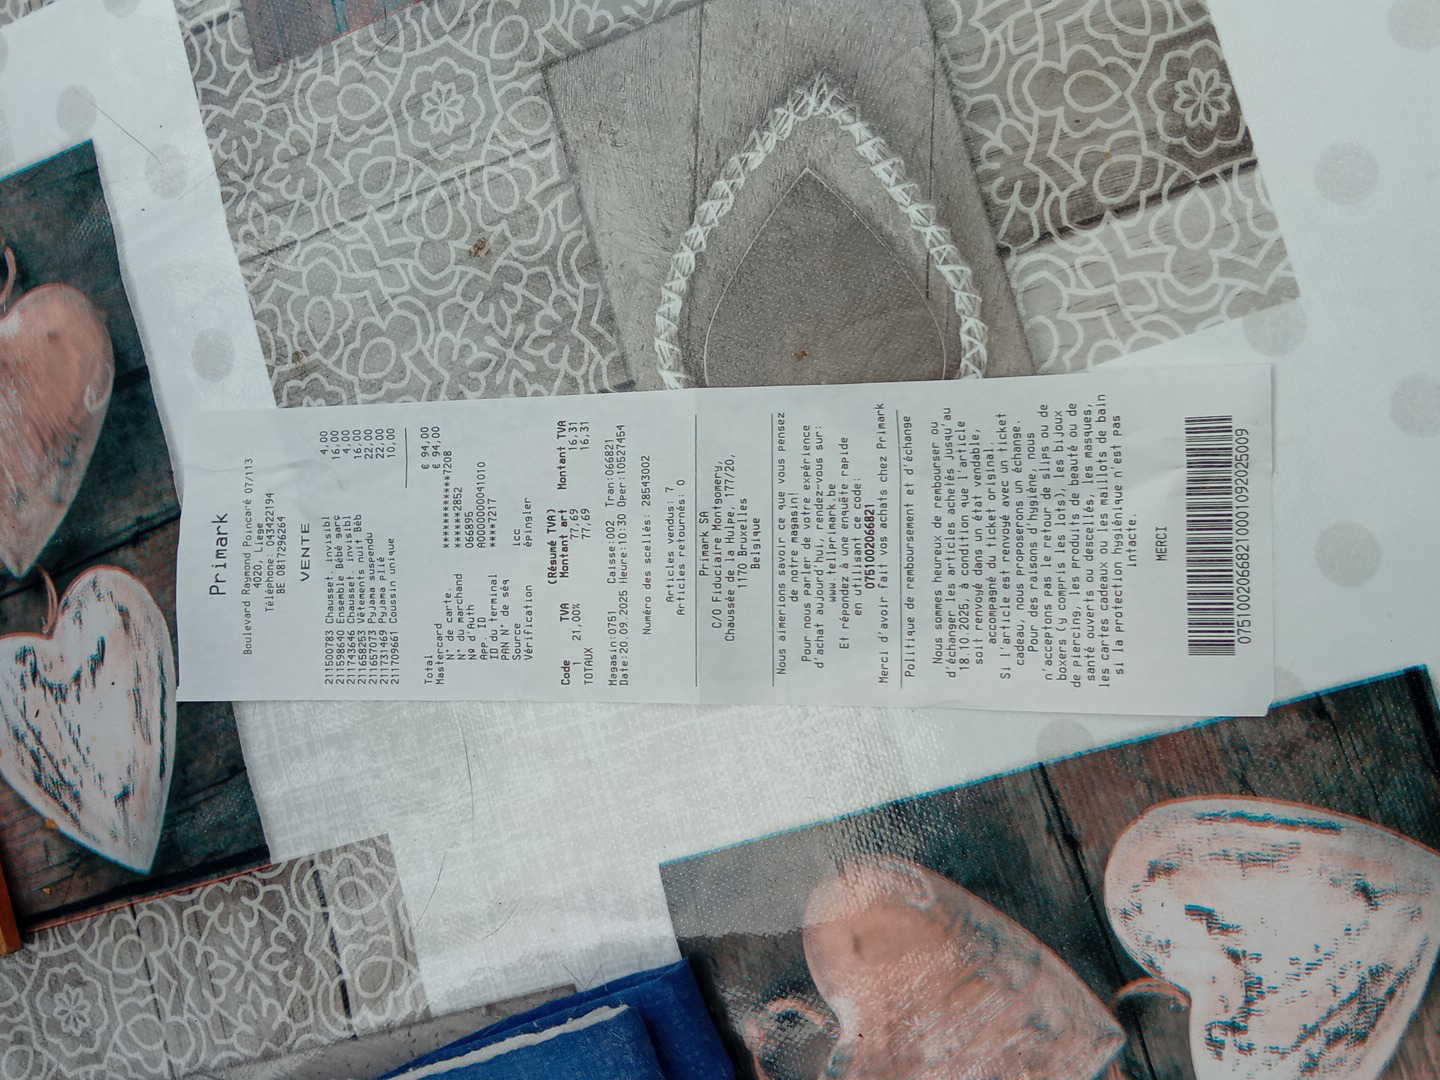 Primark
Boulevard Raymond Poincaré 07/113
4020, Liege
Téléphone: 043422194
BE 0817296264
VENTE
211500783 Chausset. invisibl 4,00
211598640 Ensemble Bébé garç 16,00
211743246 Chausset. invisibl 4,00
211658253 Vêtements nuit Béb 16,00
211657073 Pyjama suspendu 22,00
211731469 Pyjama Pilé 22,00
211709661 Coussin unique 10,00
Total € 94,00
Mastercard € 94,00
N° de carte. ************7208
N° du marchand *****2852
Nº d'Auth 066895
App. ID A0000000041010
ID du terminal ****7217
PAN N° de séq
Source icc
Vérification épingler
(Résumé TVA)
Code TVA Montant art Montant TVA
1 21,00% 77,69 16,31
TOTAUX 77,69 16,31
Magasin:0751 Caisse:002 Tran:066821
Date:20.09.2025 Heure:10:30 Oper:10527454
Numéro des scellés: 28543002
Articles vendus: 7
Articles retournés: 0
Primark SA
C/O Fiduciaire Montgomery,
Chaussée de la Hulpe, 177/20,
1170 Bruxelles
Belgique
Nous aimerions savoir ce que vous pensez
de notre magasin!
Pour nous parler de votre expérience
d'achat aujourd'hui, rendez-vous sur:
www.tellprimark.be
Et répondez à une enquête rapide
en utilisant ce code:
075100206682​1
Merci d'avoir fait vos achats chez Primark
Politique de remboursement et d'échange
Nous sommes heureux de rembourser ou
d'échanger les articles achetés jusqu'au
18.10.2025, à condition que l'article
soit renvoyé dans un état vendable,
accompagné du ticket original.
Si l'article est renvoyé avec un ticket
cadeau, nous proposerons un échange.
Pour des raisons d'hygiène, nous
n'acceptons pas le retour de slips ou de
boxers (y compris les lots), les bijoux
de piercing, les produits de beauté ou de
santé ouverts ou descellés, les masques,
les cartes cadeaux ou les maillots de bain
si la protection hygiénique n'est pas
intacte.
MERCI
07510020668210001092025009